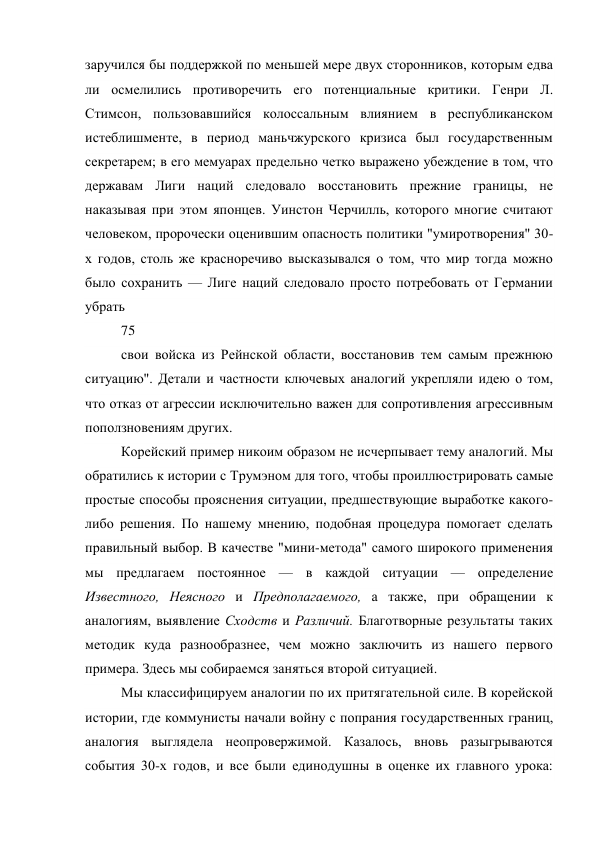 заручился бы поддержкой по меньшей мере двух сторонников, которым едва
ли осмелились противоречить его потенциальные критики. Генри Л.
Стимсон, пользовавшийся колоссальным влиянием в республиканском
истеблишменте, в период маньчжурского кризиса был государственным
секретарем; в его мемуарах предельно четко выражено убеждение в том, что
державам Лиги наций следовало восстановить прежние границы, не
наказывая при этом японцев. Уинстон Черчилль, которого многие считают
человеком, пророчески оценившим опасность политики "умиротворения" 30-
х годов, столь же красноречиво высказывался о том, что мир тогда можно
было сохранить — Лиге наций следовало просто потребовать от Германии
убрать
75
свои войска из Рейнской области, восстановив тем самым прежнюю
ситуацию". Детали и частности ключевых аналогий укрепляли идею о том,
что отказ от агрессии исключительно важен для сопротивления агрессивным
поползновениям других.
Корейский пример никоим образом не исчерпывает тему аналогий. Мы
обратились к истории с Трумэном для того, чтобы проиллюстрировать самые
простые способы прояснения ситуации, предшествующие выработке какого-
либо решения. По нашему мнению, подобная процедура помогает сделать
правильный выбор. В качестве "мини-метода" самого широкого применения
мы предлагаем постоянное — в каждой ситуации — определение
Известного, Неясного и Предполагаемого, а также, при обращении к
аналогиям, выявление Сходств и Различий. Благотворные результаты таких
методик куда разнообразнее, чем можно заключить из нашего первого
примера. Здесь мы собираемся заняться второй ситуацией.
Мы классифицируем аналогии по их притягательной силе. В корейской
истории, где коммунисты начали войну с попрания государственных границ,
аналогия выглядела неопровержимой. Казалось, вновь разыгрываются
события 30-х годов, и все были единодушны в оценке их главного урока: